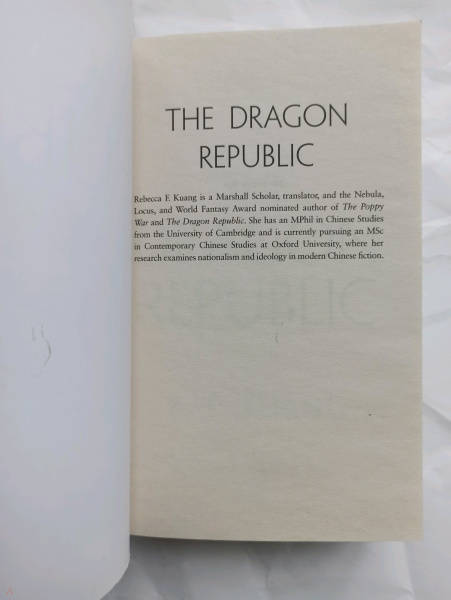 THE DRAGON
REPUBLIC
Rebecca F. Kuang is a Marshall Scholar, translator, and the Nebula,
Locus, and World Fantasy Award nominated author of The Poppy
War and The Dragon Republic. She has an MPhil in Chinese Studies
from the University of Cambridge and is currently pursuing an MSc
in Contemporary Chinese Studies at Oxford University, where her
research examines nationalism and ideology in modern Chinese fiction.
REPUBLIC